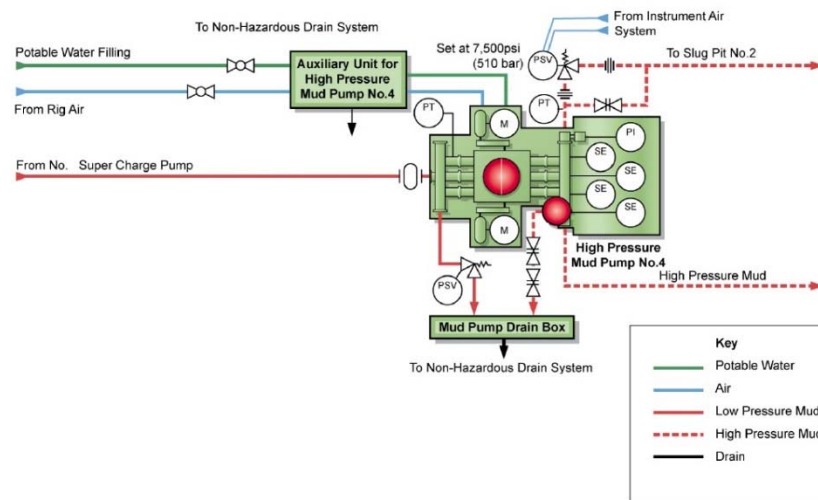 To Non-Hazardous Drain System
From Instrument Air
System
Potable Water Filling
Auxiliary Unit for
High Pressure
Mud Pump No.4
Set at 7,500psi
(510 bar)
PSV
To Slug Pit No.2
From Rig Air
PT
PT
M
PI
SE
SE
SE
SE
From No. Super Charge Pump
M
High Pressure
Mud Pump No.4
PSV
High Pressure Mud
Mud Pump Drain Box
To Non-Hazardous Drain System
Key
Potable Water
Air
Low Pressure Mud
High Pressure Mud
Drain